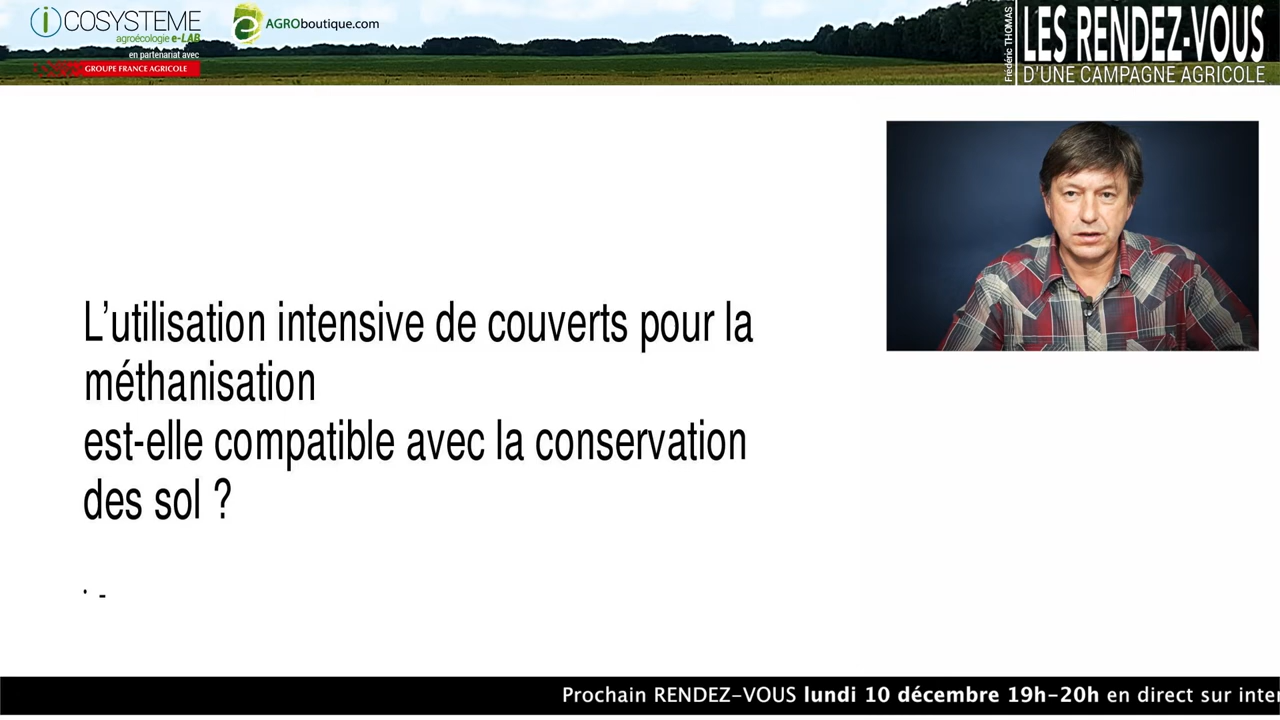 iCOSYSTEME
agroécologie e-LAB
en partenariat avec
GROUPE FRANCE AGRICOLE
e AGROboutique.com
Frédéric THOMAS
LES RENDEZ-VOUS
D'UNE CAMPAGNE AGRICOLE
L’utilisation intensive de couverts pour la
méthanisation
est-elle compatible avec la conservation
des sol ?
· -
Prochain RENDEZ-VOUS lundi 10 décembre 19h-20h en direct sur inter